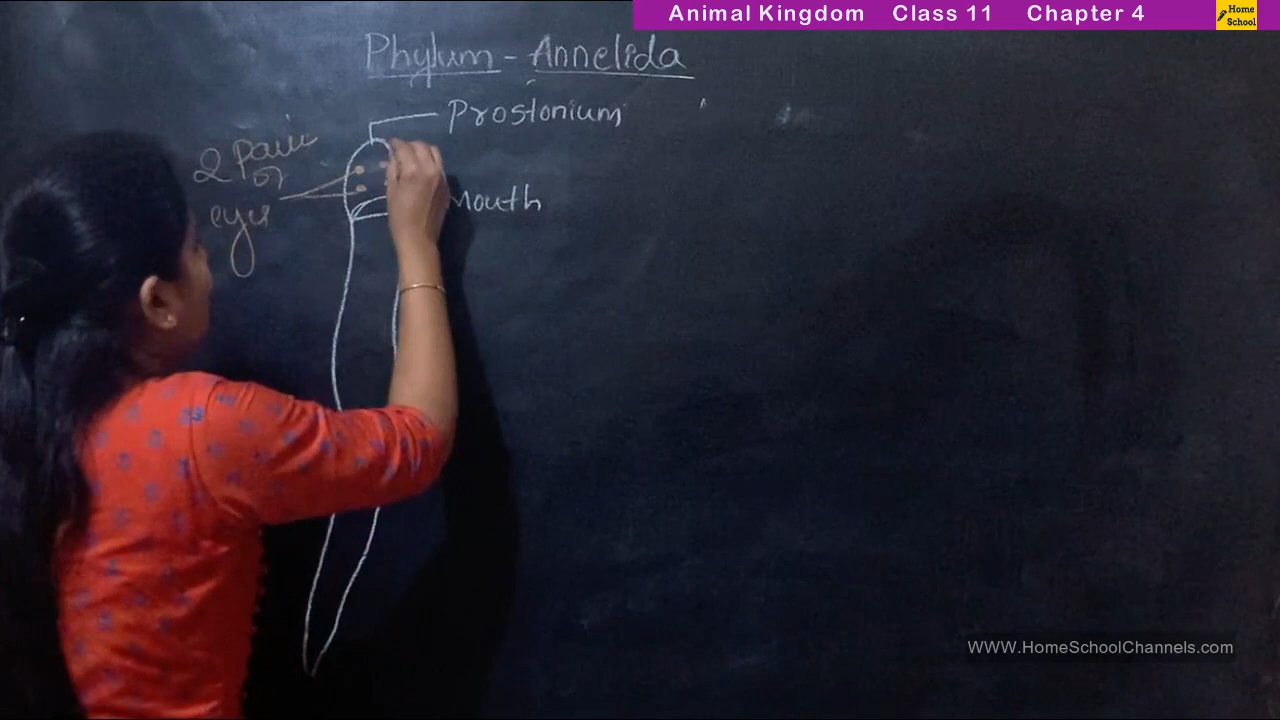 Animal Kingdom Class 11 Chapter 4
Home
School
Phylum - Annelida
Prostonium
2 Pair
of
eyes
Mouth
WWW.HomeSchoolChannels.com